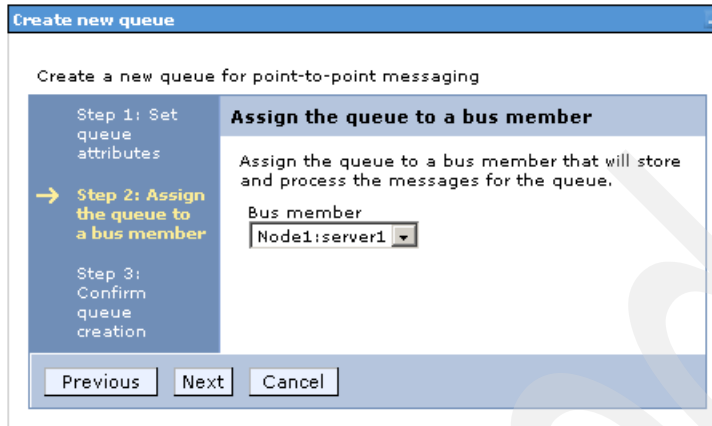 Create new queue
Create a new queue for point-to-point messaging
Step 1: Set
queue
attributes
Step 2: Assign
the queue to
a bus member
Step 3:
Confirm
queue
creation
Assign the queue to a bus member
Assign the queue to a bus member that will store
and process the messages for the queue.
Bus member
Node1:server1
Previous Next Cancel